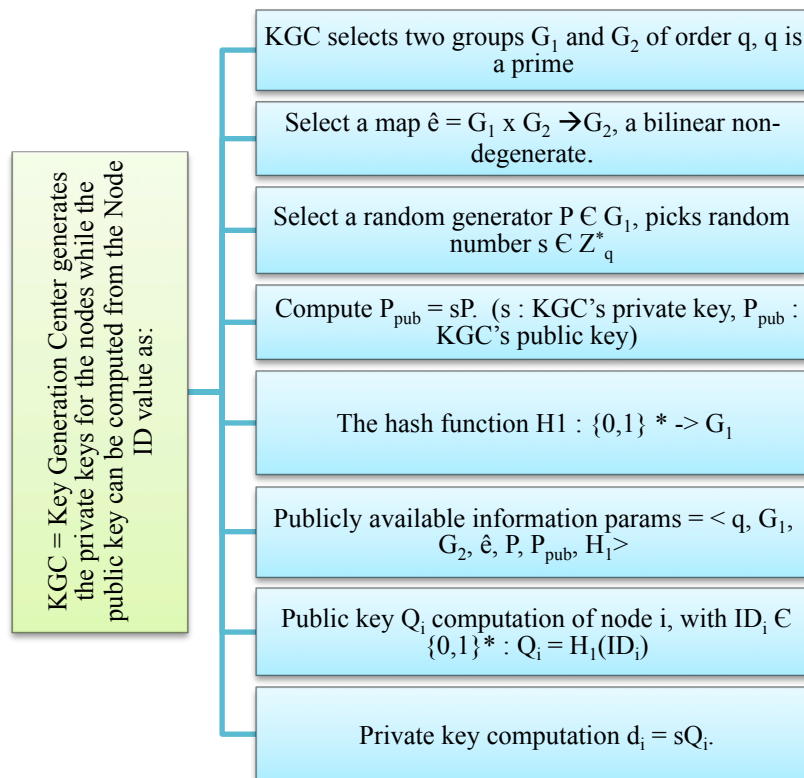 KGC = Key Generation Center generates
the private keys for the nodes while the
public key can be computed from the Node
ID value as:
KGC selects two groups G₁ and G₂ of order q, q is
a prime
Select a map ê = G₁ x G₂ →G₂, a bilinear non-
degenerate.
Select a random generator P Є G₁, picks random
number s Є Z*q
Compute Ppub = sP. (s : KGC’s private key, Ppub :
KGC’s public key)
The hash function H1 : {0,1} * -> G₁
Publicly available information params = < q, G₁,
G₂, ê, P, Ppub, H₁>
Public key Qᵢ computation of node i, with IDᵢ Є
{0,1}* : Qᵢ = H₁(IDᵢ)
Private key computation dᵢ = sQᵢ.